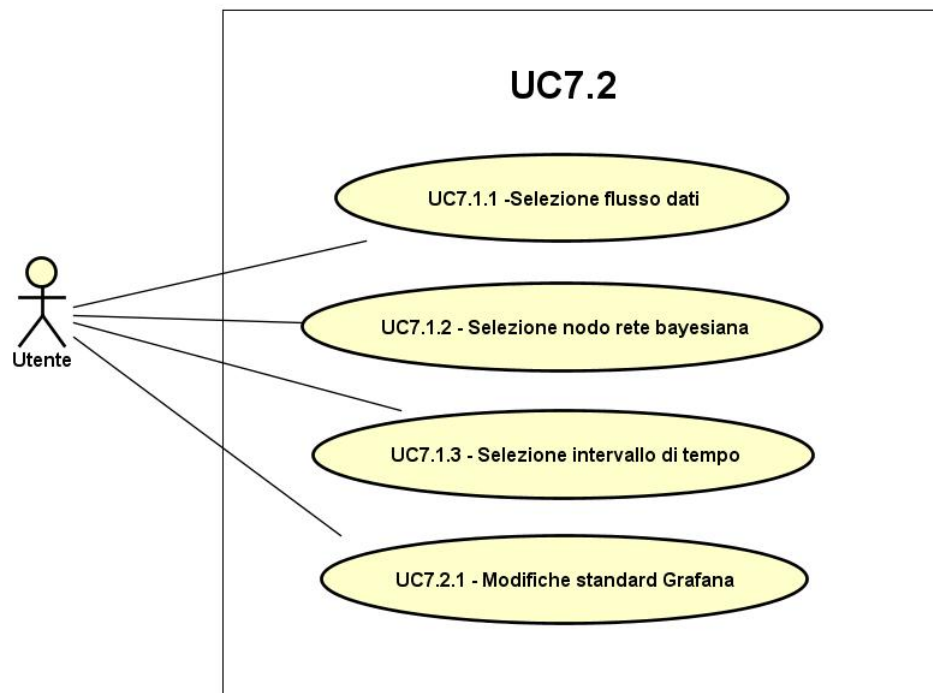 UC7.2
UC7.1.1 -Selezione flusso dati
UC7.1.2 - Selezione nodo rete bayesiana
Utente
UC7.1.3 - Selezione intervallo di tempo
UC7.2.1 - Modifiche standard Grafana